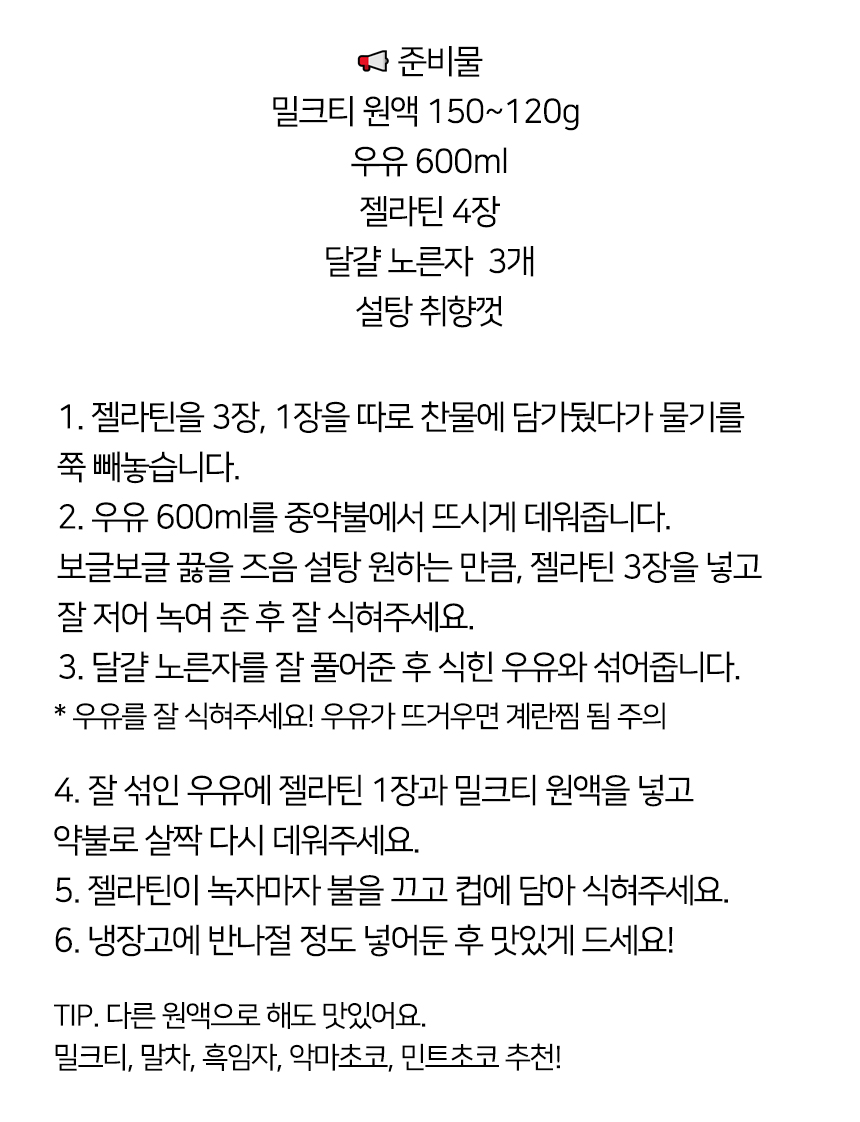 📢 준비물
밀크티 원액 150~120g
우유 600ml
젤라틴 4장
달걀 노른자 3개
설탕 취향껏
1. 젤라틴을 3장, 1장을 따로 찬물에 담가뒀다가 물기를
쭉 빼놓습니다.
2. 우유 600ml를 중약불에서 뜨시게 데워줍니다.
보글보글 끓을 즈음 설탕 원하는 만큼, 젤라틴 3장을 넣고
잘 저어 녹여 준 후 잘 식혀주세요.
3. 달걀 노른자를 잘 풀어준 후 식힌 우유와 섞어줍니다.
* 우유를 잘 식혀주세요! 우유가 뜨거우면 계란찜 됨 주의
4. 잘 섞인 우유에 젤라틴 1장과 밀크티 원액을 넣고
약불로 살짝 다시 데워주세요.
5. 젤라틴이 녹자마자 불을 끄고 컵에 담아 식혀주세요.
6. 냉장고에 반나절 정도 넣어둔 후 맛있게 드세요!
TIP. 다른 원액으로 해도 맛있어요.
밀크티, 말차, 흑임자, 악마초코, 민트초코 추천!